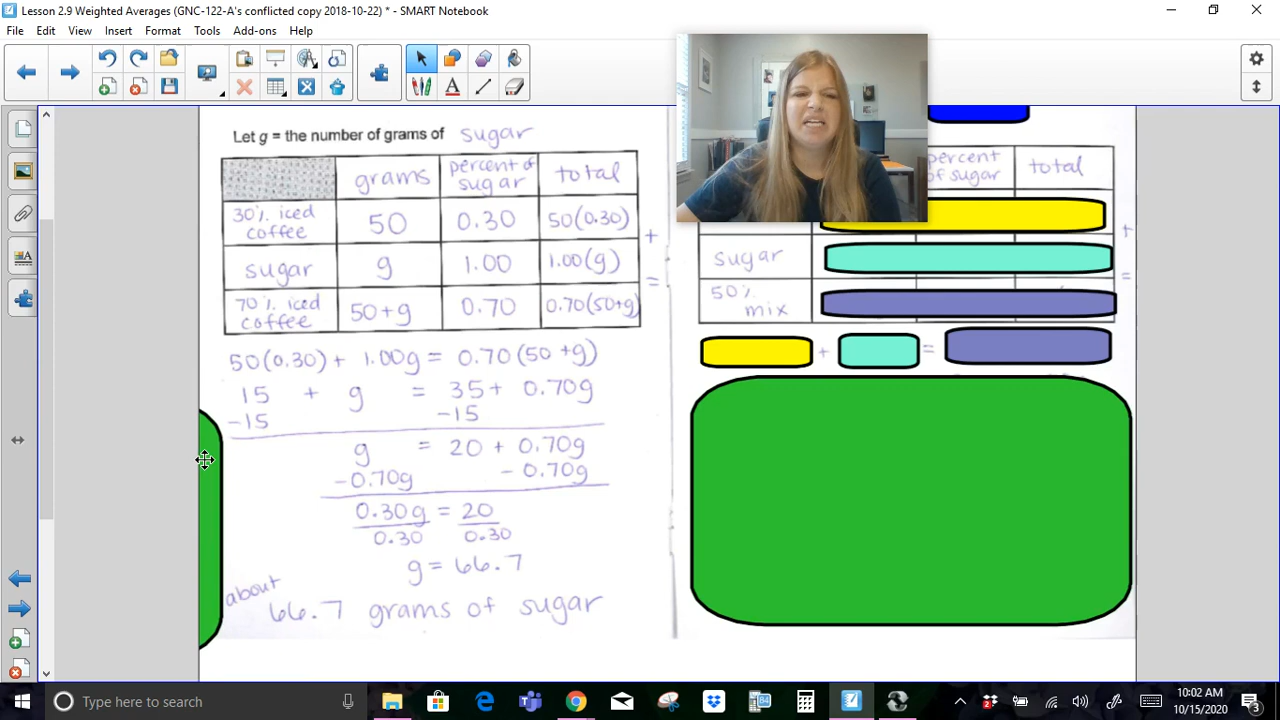 Lesson 2.9 Weighted Averages (GNC-122-A's conflicted copy 2018-10-22) * - SMART Notebook
File Edit View Insert Format Tools Add-ons Help
Let g = the number of grams of sugar
grams percent of sugar total
30% iced coffee 50 0.30 50(0.30)
+
sugar g 1.00 1.00(g)
=
70% iced coffee 50+g 0.70 0.70(50+g)
50(0.30) + 1.00g = 0.70(50+g)
15 + g = 35 + 0.70g
-15 -15
g = 20 + 0.70g
-0.70g - 0.70g
0.30g = 20
0.30 0.30
g = 66.7
about
66.7 grams of sugar
percent of sugar total
+
sugar
=
50% mix
+ =
Type here to search
10:02 AM
10/15/2020
3